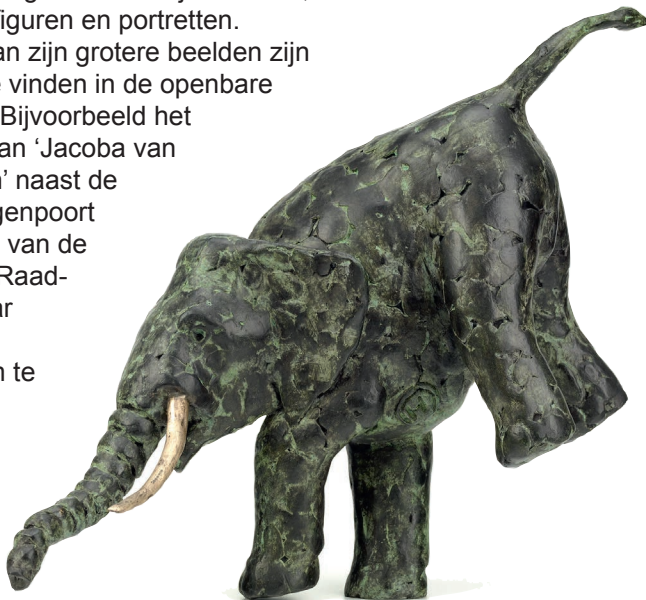 figuren en portretten.
an zijn grotere beelden zijn
vinden in de openbare
Bijvoorbeeld het
an ‘Jacoba van
’ naast de
genpoort
van de
Raad-
ar
te